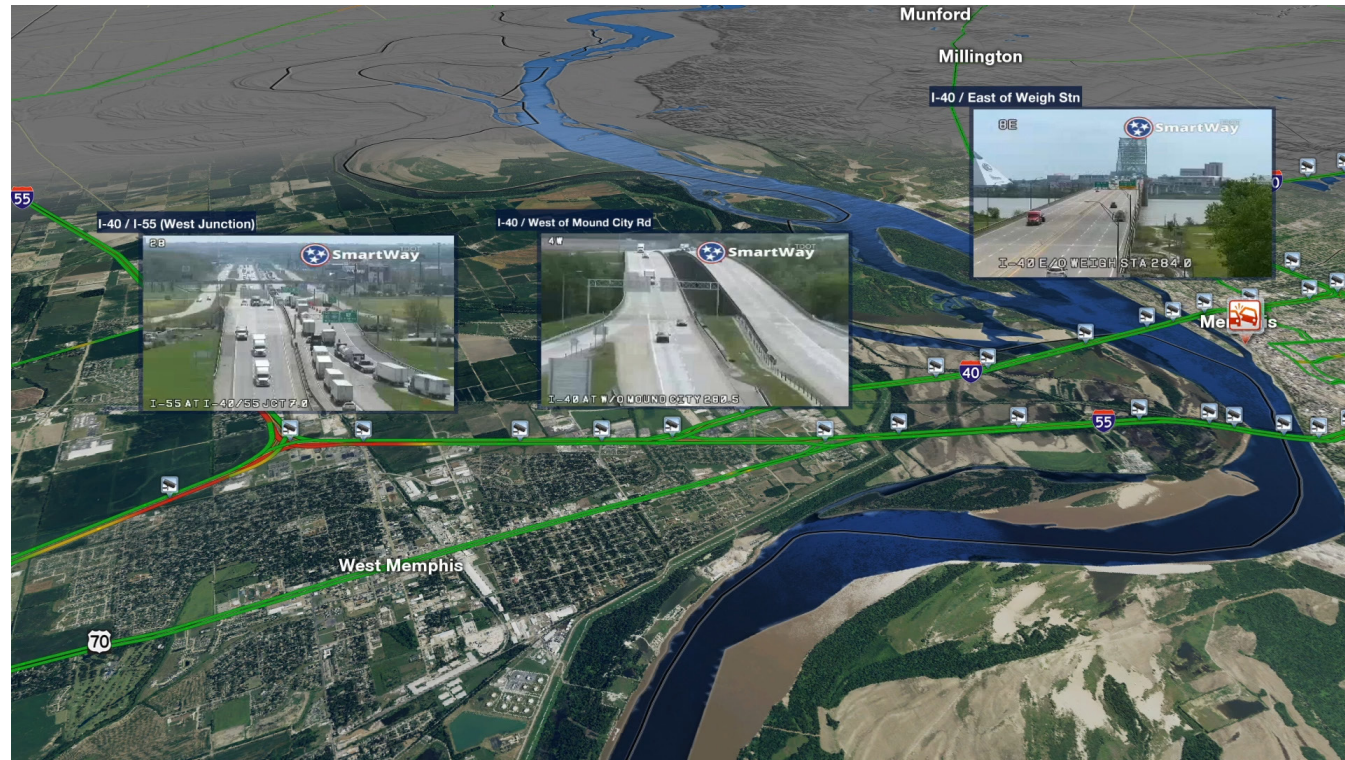 Munford
Millington
I-40 / East of Weigh Stn
8E
SmartWay
I-40 E/O WEIGH STA 284.0
55
I-40 / I-55 (West Junction)
2B
SmartWay
I-55 AT I-40/55 JCT 7.0
I-40 / West of Mound City Rd
4W
TDOT
SmartWay
I-40 AT W/O MOUND CITY 280.5
40
55
West Memphis
70